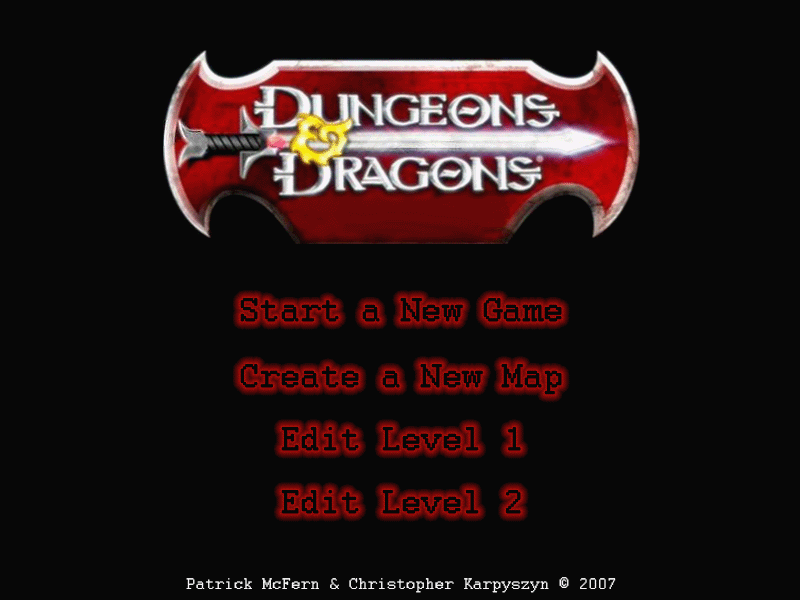 DUNGEONS
&
DRAGONS®
Start a New Game
Create a New Map
Edit Level 1
Edit Level 2
Patrick McFern & Christopher Karpyszyn © 2007